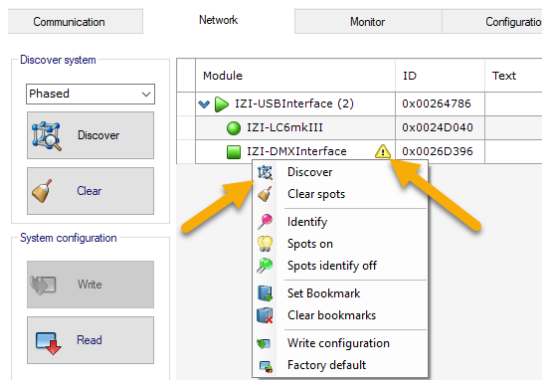 Communication
Network
Monitor
Configuratio
Discover system
Phased
Discover
Clear
System configuration
Write
Read
Module ID Text
IZI-USBInterface (2) 0x00264786
IZI-LC6mkIII 0x0024D040
IZI-DMXInterface 0x0026D396
Discover
Clear spots
Identify
Spots on
Spots identify off
Set Bookmark
Clear bookmarks
Write configuration
Factory default